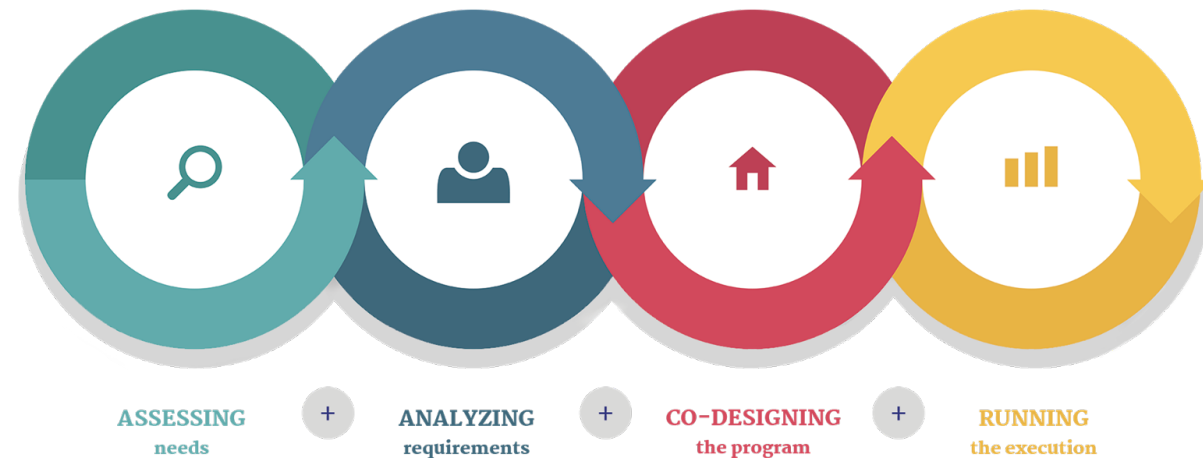 ASSESSING + ANALYZING + CO-DESIGNING + RUNNING
needs requirements the program the execution